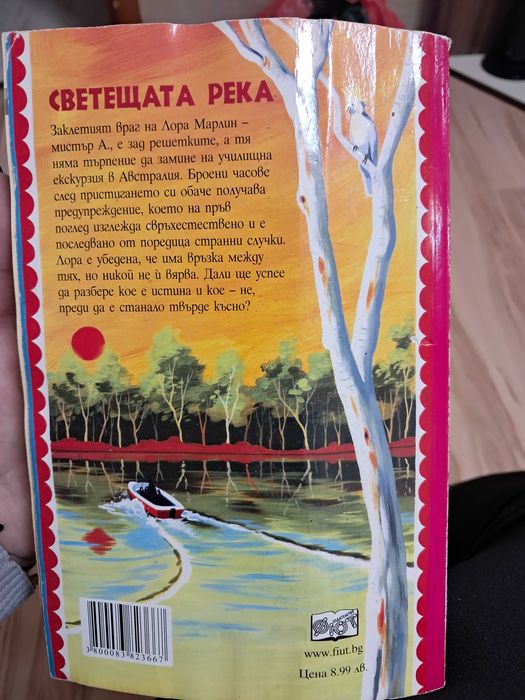 СВЕТЕЩАТА РЕКА
Заклетият враг на Лора Марлин –
мистър А., е зад решетките, а тя
няма търпение да замине на училищна
екскурзия в Австралия. Броени часове
след пристигането си обаче получава
предупреждение, което на пръв
поглед изглежда свръхестествено и е
последвано от поредица странни случки.
Лора е убедена, че има връзка между
тях, но никой не ѝ вярва. Дали ще успее
да разбере кое е истина и кое – не,
преди да е станало твърде късно?
3800083823667
ФЮТ
www.fiut.bg
Цена 8.99 лв.